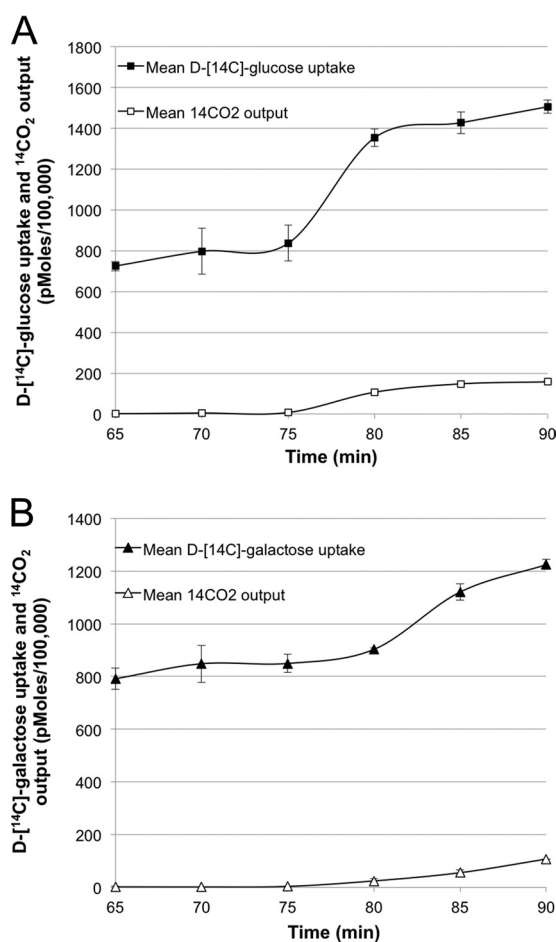 A
D-[¹⁴C]-glucose uptake and ¹⁴CO₂ output
(pMoles/100,000)
1800
1600
1400
1200
1000
800
600
400
200
0
Mean D-[14C]-glucose uptake
Mean 14CO2 output
65 70 75 80 85 90
Time (min)
B
D-[¹⁴C]-galactose uptake and ¹⁴CO₂
output (pMoles/100,000)
1400
1200
1000
800
600
400
200
0
Mean D-[14C]-galactose uptake
Mean 14CO2 output
65 70 75 80 85 90
Time (min)